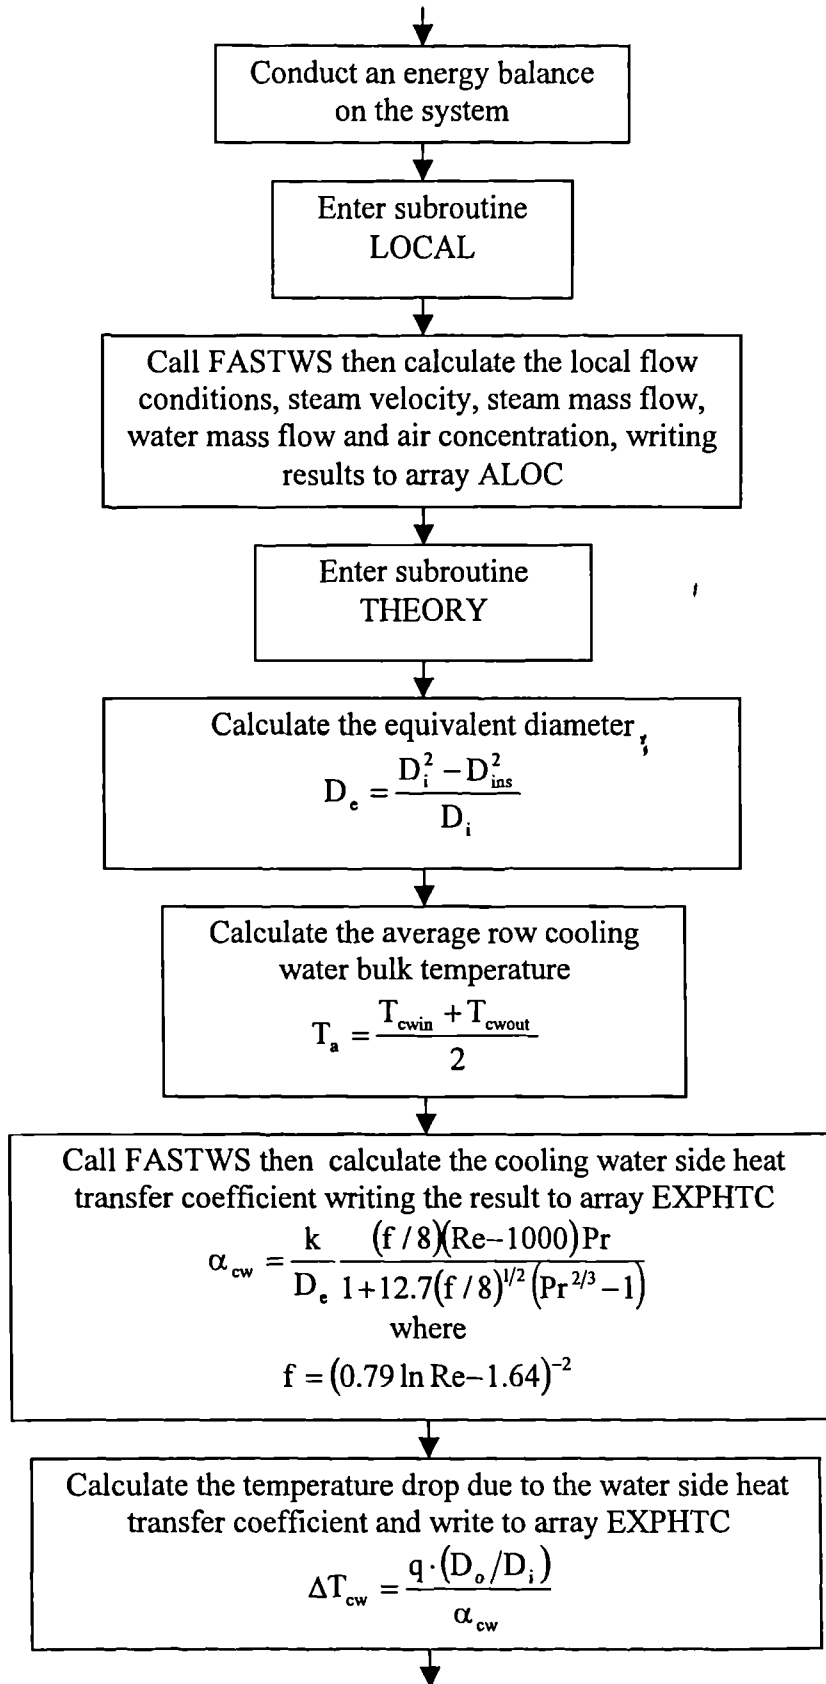 Conduct an energy balance
on the system
Enter subroutine
LOCAL
Call FASTWS then calculate the local flow
conditions, steam velocity, steam mass flow,
water mass flow and air concentration, writing
results to array ALOC
Enter subroutine
THEORY
Calculate the equivalent diameter
D_e = (D_i^2 − D_ins^2) / D_i
Calculate the average row cooling
water bulk temperature
T_a = (T_cwin + T_cwout) / 2
Call FASTWS then calculate the cooling water side heat
transfer coefficient writing the result to array EXPHTC
α_cw = (k / D_e) (f / 8)(Re−1000)Pr / (1+12.7(f / 8)^{1/2} (Pr^{2/3} −1))
where
f = (0.79 ln Re−1.64)^{−2}
Calculate the temperature drop due to the water side heat
transfer coefficient and write to array EXPHTC
ΔT_cw = q·(D_o/D_i) / α_cw